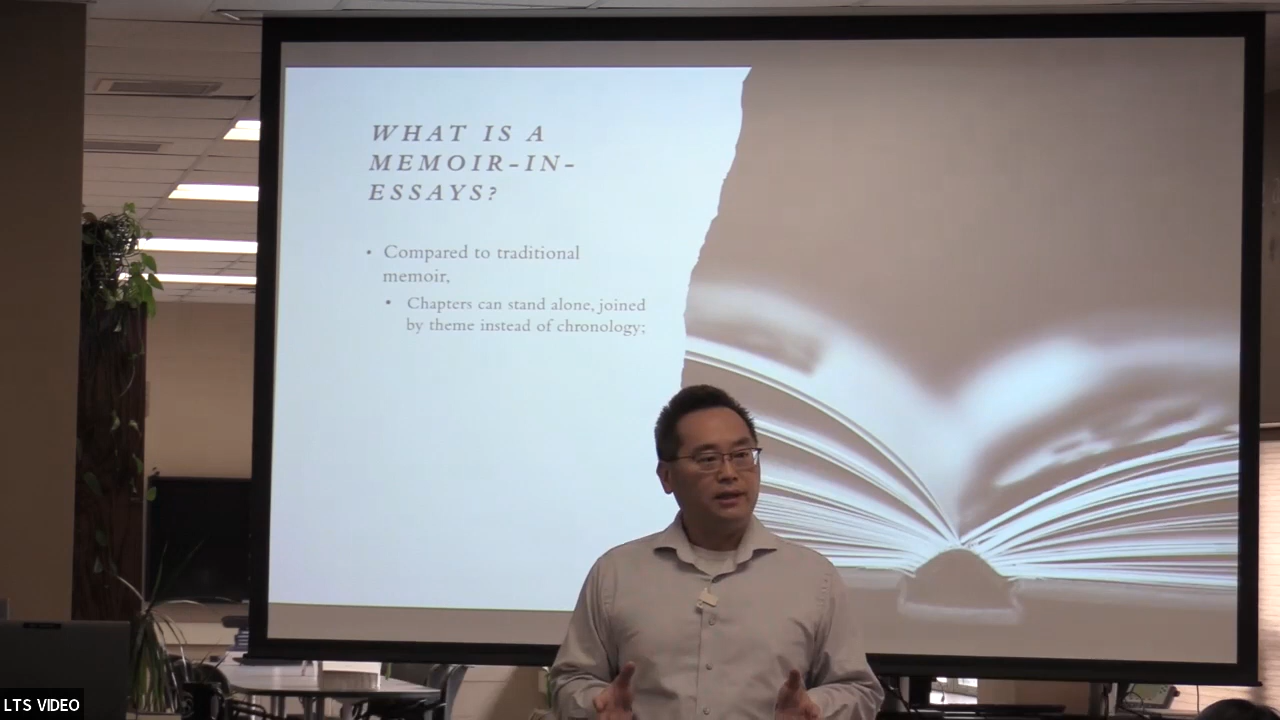 WHAT IS A
MEMOIR-IN-
ESSAYS?
• Compared to traditional
memoir,
• Chapters can stand alone, joined
by theme instead of chronology;
LTS VIDEO